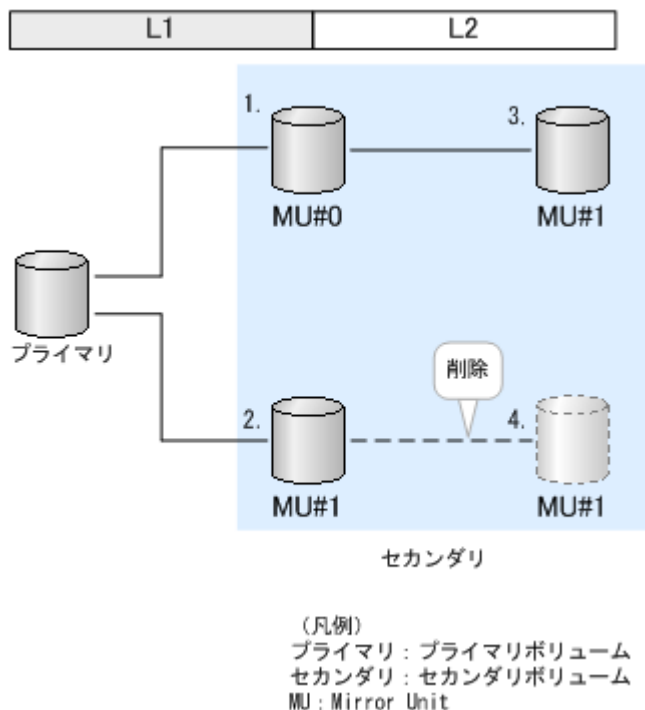 L1 L2
1. 3.
MU#0 MU#1
プライマリ
削除
2. 4.
MU#1 MU#1
セカンダリ
（凡例）
プライマリ：プライマリボリューム
セカンダリ：セカンダリボリューム
MU：Mirror Unit